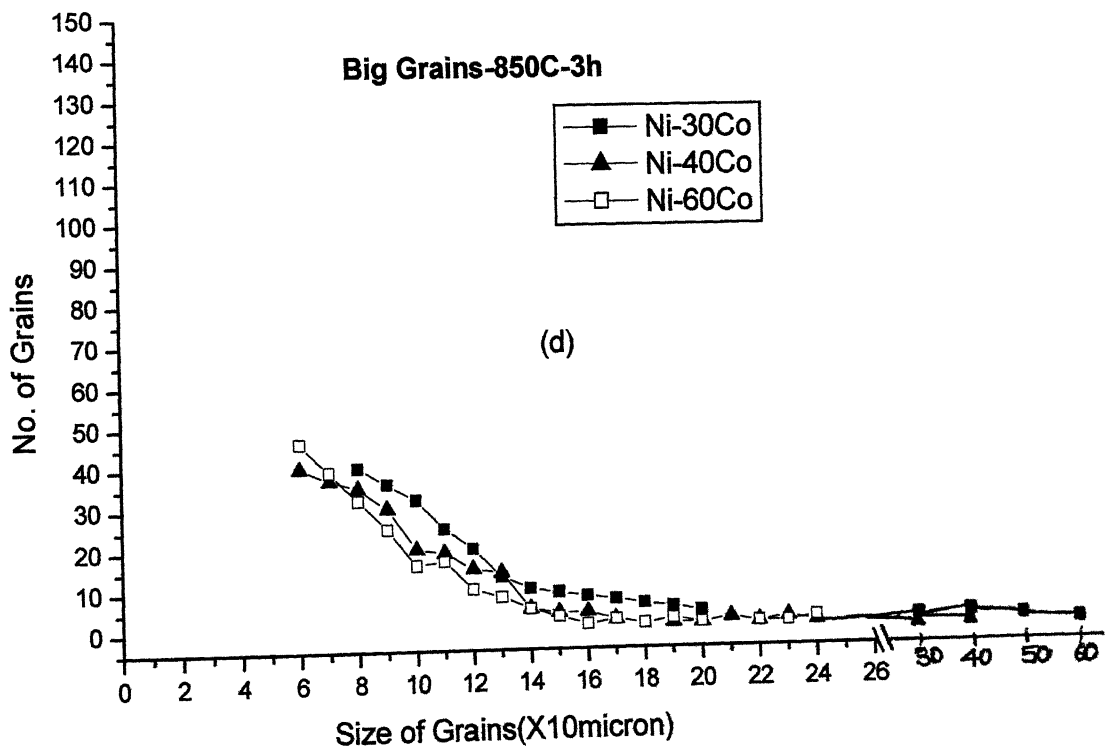 150
140
130
120
110
100
90
80
70
60
50
40
30
20
10
0
No. of Grains
Big Grains-850C-3h
Ni-30Co
Ni-40Co
Ni-60Co
(d)
0 2 4 6 8 10 12 14 16 18 20 22 24 26 30 40 50 60
Size of Grains(X10micron)